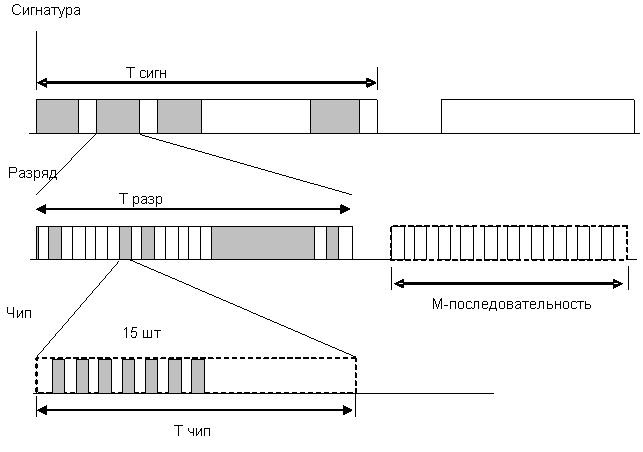 Сигнатура
Т сигн
Разряд
Т разр
М-последовательность
Чип
15 шт
Т чип